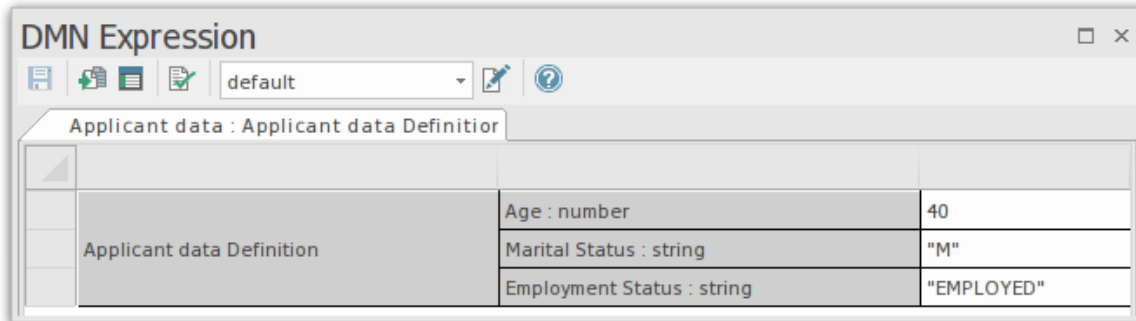 DMN Expression
default
Applicant data : Applicant data Definitior
Age : number 40
Applicant data Definition Marital Status : string "M"
Employment Status : string "EMPLOYED"